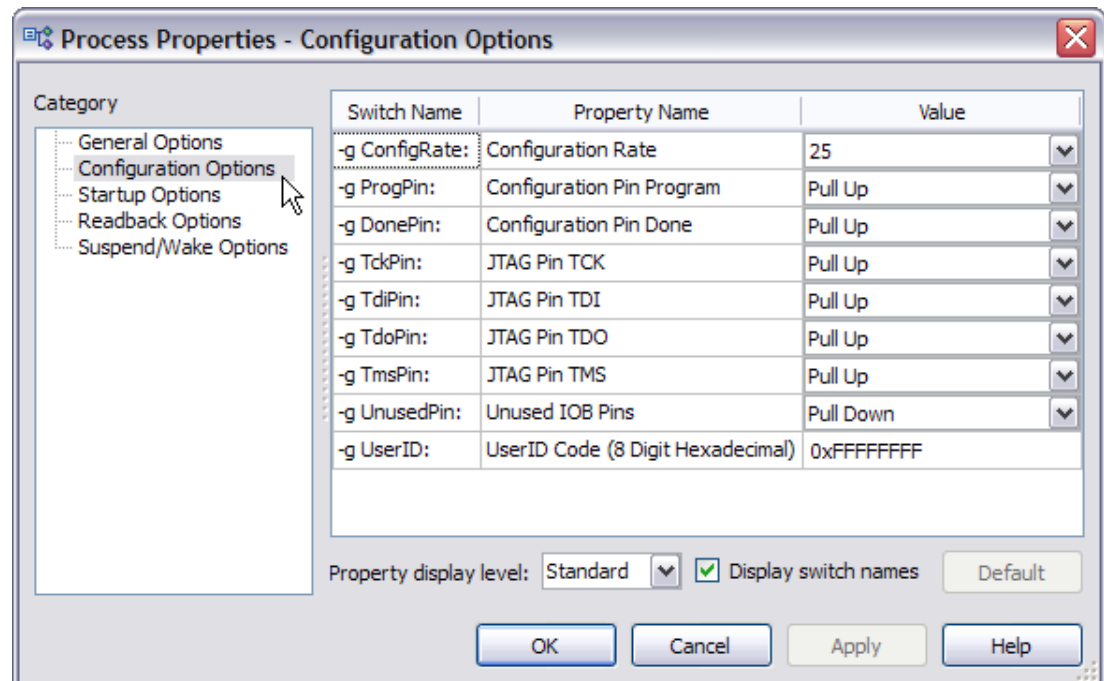 Process Properties - Configuration Options
Category
General Options
Configuration Options
Startup Options
Readback Options
Suspend/Wake Options
Switch Name Property Name Value
-g ConfigRate: Configuration Rate 25
-g ProgPin: Configuration Pin Program Pull Up
-g DonePin: Configuration Pin Done Pull Up
-g TckPin: JTAG Pin TCK Pull Up
-g TdiPin: JTAG Pin TDI Pull Up
-g TdoPin: JTAG Pin TDO Pull Up
-g TmsPin: JTAG Pin TMS Pull Up
-g UnusedPin: Unused IOB Pins Pull Down
-g UserID: UserID Code (8 Digit Hexadecimal) 0xFFFFFFFF
Property display level: Standard Display switch names Default
OK Cancel Apply Help